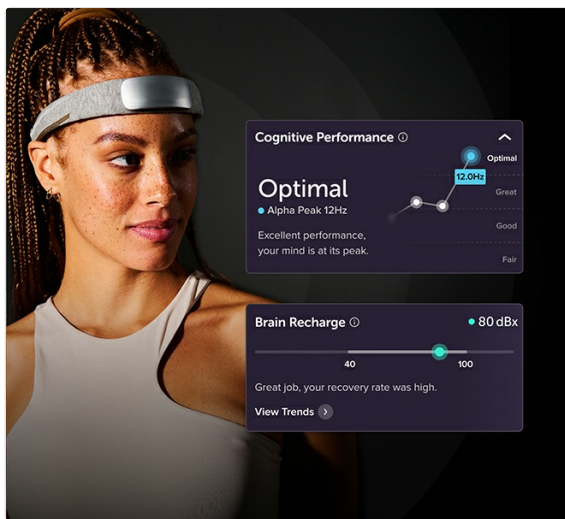 Cognitive Performance ⓘ
Optimal
12.0Hz
Optimal
Great
Alpha Peak 12Hz
Good
Excellent performance,
your mind is at its peak.
Fair
Brain Recharge ⓘ
80 dBx
40
100
Great job, your recovery rate was high.
View Trends